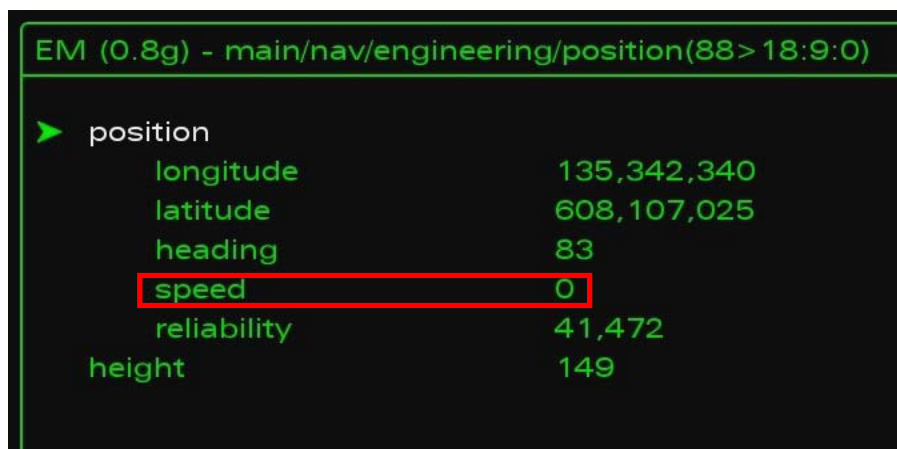 EM (0.8g) - main/nav/engineering/position(88>18:9:0)
position
longitude 135,342,340
latitude 608,107,025
heading 83
speed 0
reliability 41,472
height 149